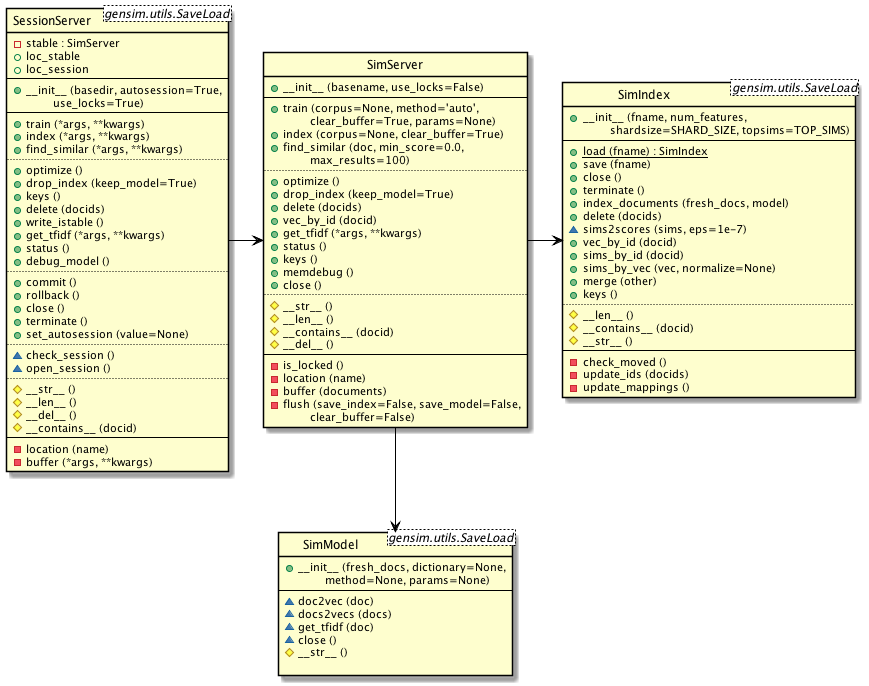 SessionServer
gensim.utils.SaveLoad
stable : SimServer
loc_stable
loc_session
__init__ (basedir, autosession=True,
use_locks=True)
train (*args, **kwargs)
index (*args, **kwargs)
find_similar (*args, **kwargs)
optimize ()
drop_index (keep_model=True)
keys ()
delete (docids)
write_istable ()
get_tfidf (*args, **kwargs)
status ()
debug_model ()
commit ()
rollback ()
close ()
terminate ()
set_autosession (value=None)
check_session ()
open_session ()
__str__ ()
__len__ ()
__del__ ()
__contains__ (docid)
location (name)
buffer (*args, **kwargs)
SimServer
__init__ (basename, use_locks=False)
train (corpus=None, method='auto',
clear_buffer=True, params=None)
index (corpus=None, clear_buffer=True)
find_similar (doc, min_score=0.0,
max_results=100)
optimize ()
drop_index (keep_model=True)
delete (docids)
vec_by_id (docid)
get_tfidf (*args, **kwargs)
status ()
keys ()
memdebug ()
close ()
__str__ ()
__len__ ()
__contains__ (docid)
__del__ ()
is_locked ()
location (name)
buffer (documents)
flush (save_index=False, save_model=False,
clear_buffer=False)
SimIndex
gensim.utils.SaveLoad
__init__ (fname, num_features,
shardsize=SHARD_SIZE, topsims=TOP_SIMS)
load (fname) : SimIndex
save (fname)
close ()
terminate ()
index_documents (fresh_docs, model)
delete (docids)
sims2scores (sims, eps=1e-7)
vec_by_id (docid)
sims_by_id (docid)
sims_by_vec (vec, normalize=None)
merge (other)
keys ()
__len__ ()
__contains__ (docid)
__str__ ()
check_moved ()
update_ids (docids)
update_mappings ()
SimModel
gensim.utils.SaveLoad
__init__ (fresh_docs, dictionary=None,
method=None, params=None)
doc2vec (doc)
docs2vecs (docs)
get_tfidf (doc)
close ()
__str__ ()